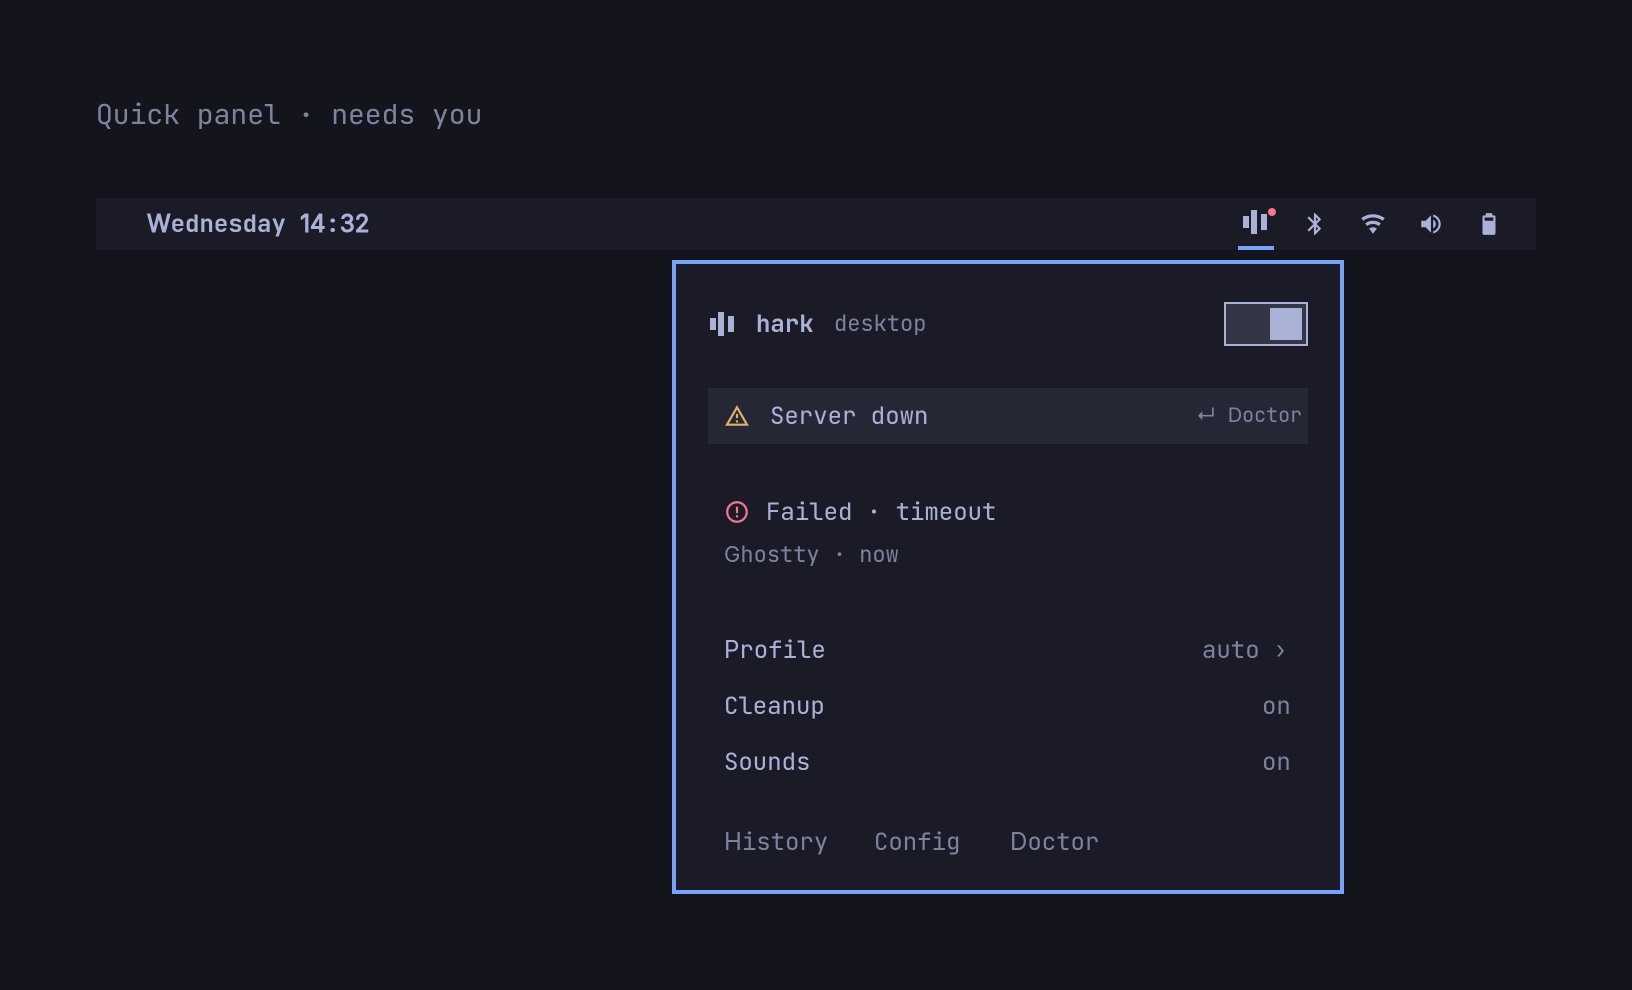 Quick panel · needs you
Wednesday 14:32
hark desktop
Server down ↵ Doctor
Failed · timeout
Ghostty · now
Profile auto ›
Cleanup on
Sounds on
History Config Doctor